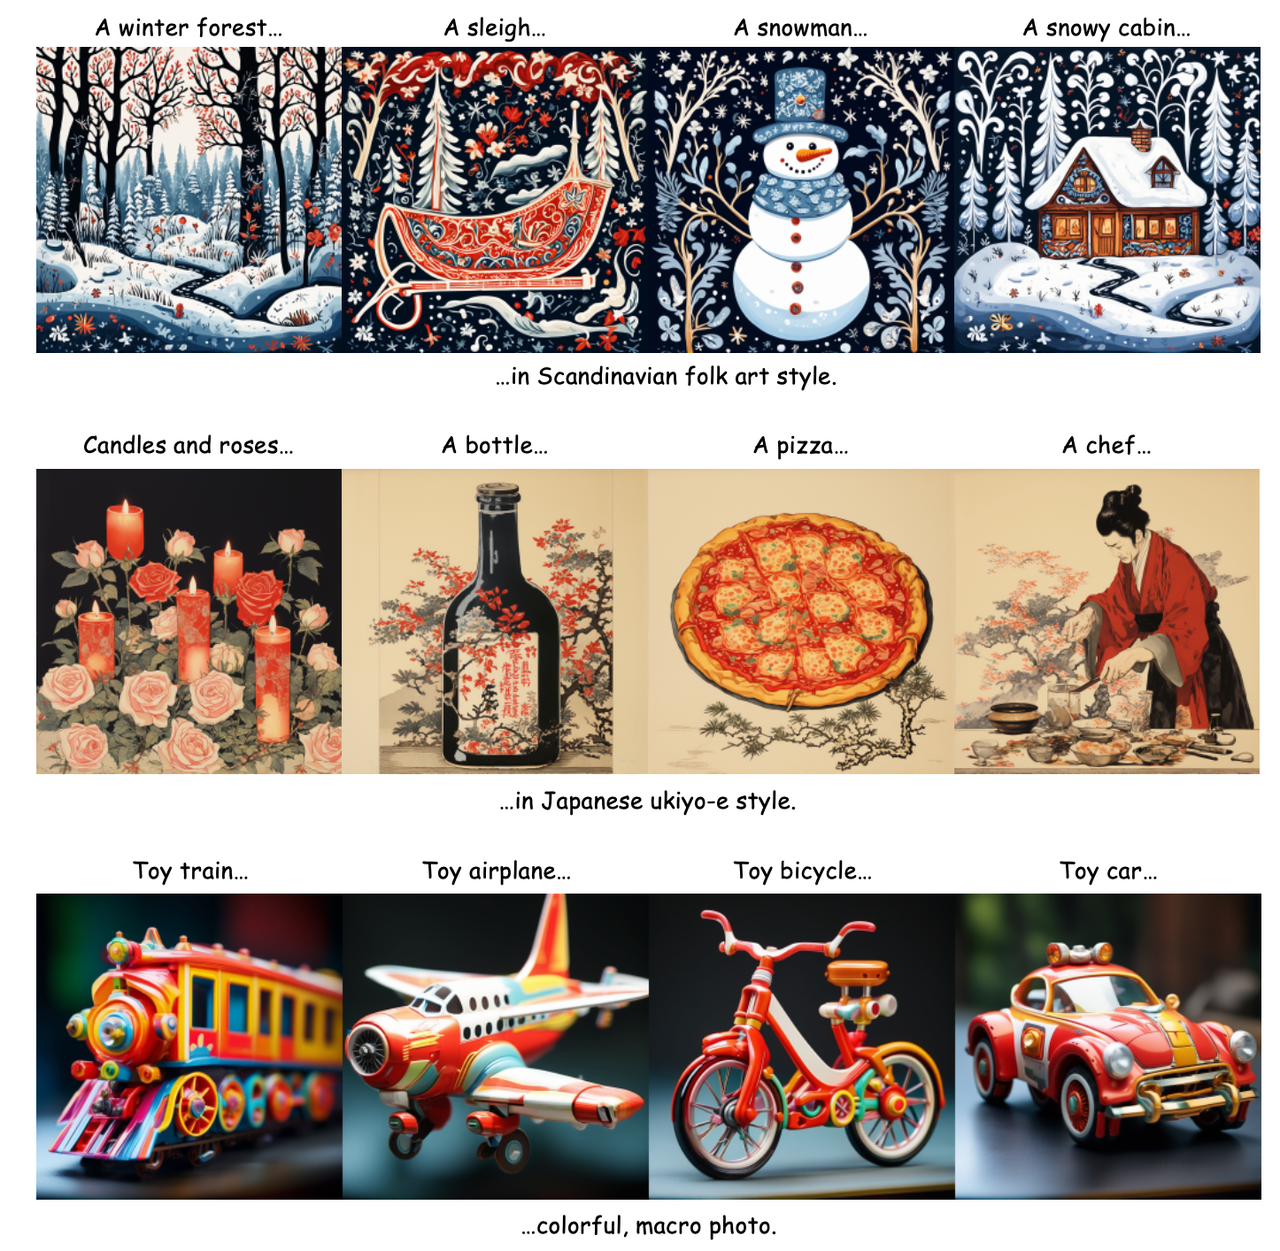 A winter forest...
A sleigh...
A snowman...
A snowy cabin...
...in Scandinavian folk art style.
Candles and roses...
A bottle...
A pizza...
A chef...
...in Japanese ukiyo-e style.
Toy train...
Toy airplane...
Toy bicycle...
Toy car...
...colorful, macro photo.